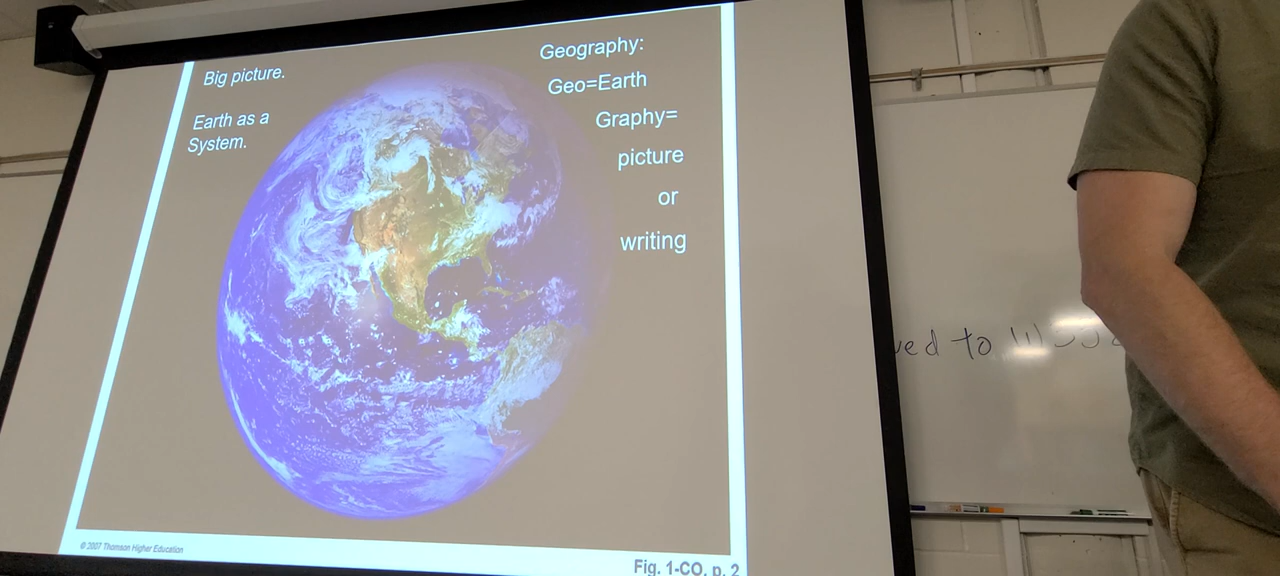 Big picture.
Earth as a
System.
Geography:
Geo=Earth
Graphy=
picture
or
writing
© 2007 Thomson Higher Education
Fig. 1-CO, p. 2
to